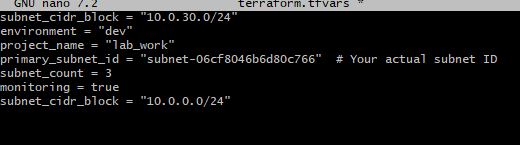 GNU nano 7.2 terraform.tfvars *
subnet_cidr_block = "10.0.30.0/24"
environment = "dev"
project_name = "lab_work"
primary_subnet_id = "subnet-06cf8046b6d80c766" # Your actual subnet ID
subnet_count = 3
monitoring = true
subnet_cidr_block = "10.0.0.0/24"